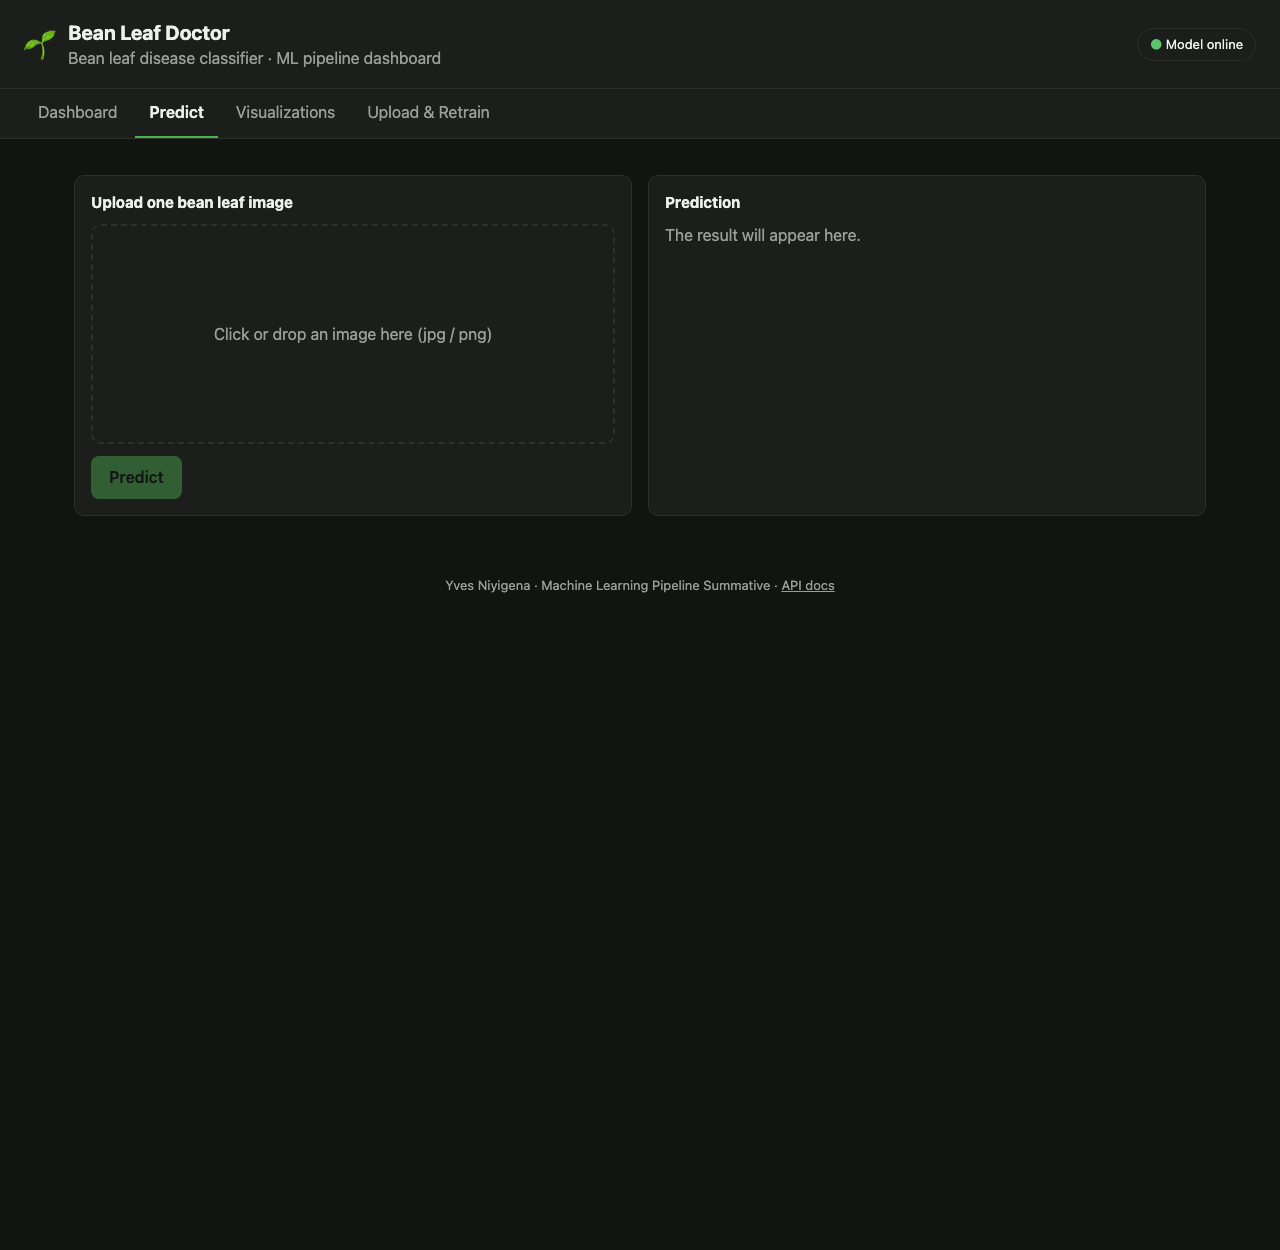 Bean Leaf Doctor
Bean leaf disease classifier · ML pipeline dashboard
Model online
Dashboard
Predict
Visualizations
Upload & Retrain
Upload one bean leaf image
Click or drop an image here (jpg / png)
Predict
Prediction
The result will appear here.
Yves Niyigena · Machine Learning Pipeline Summative · API docs